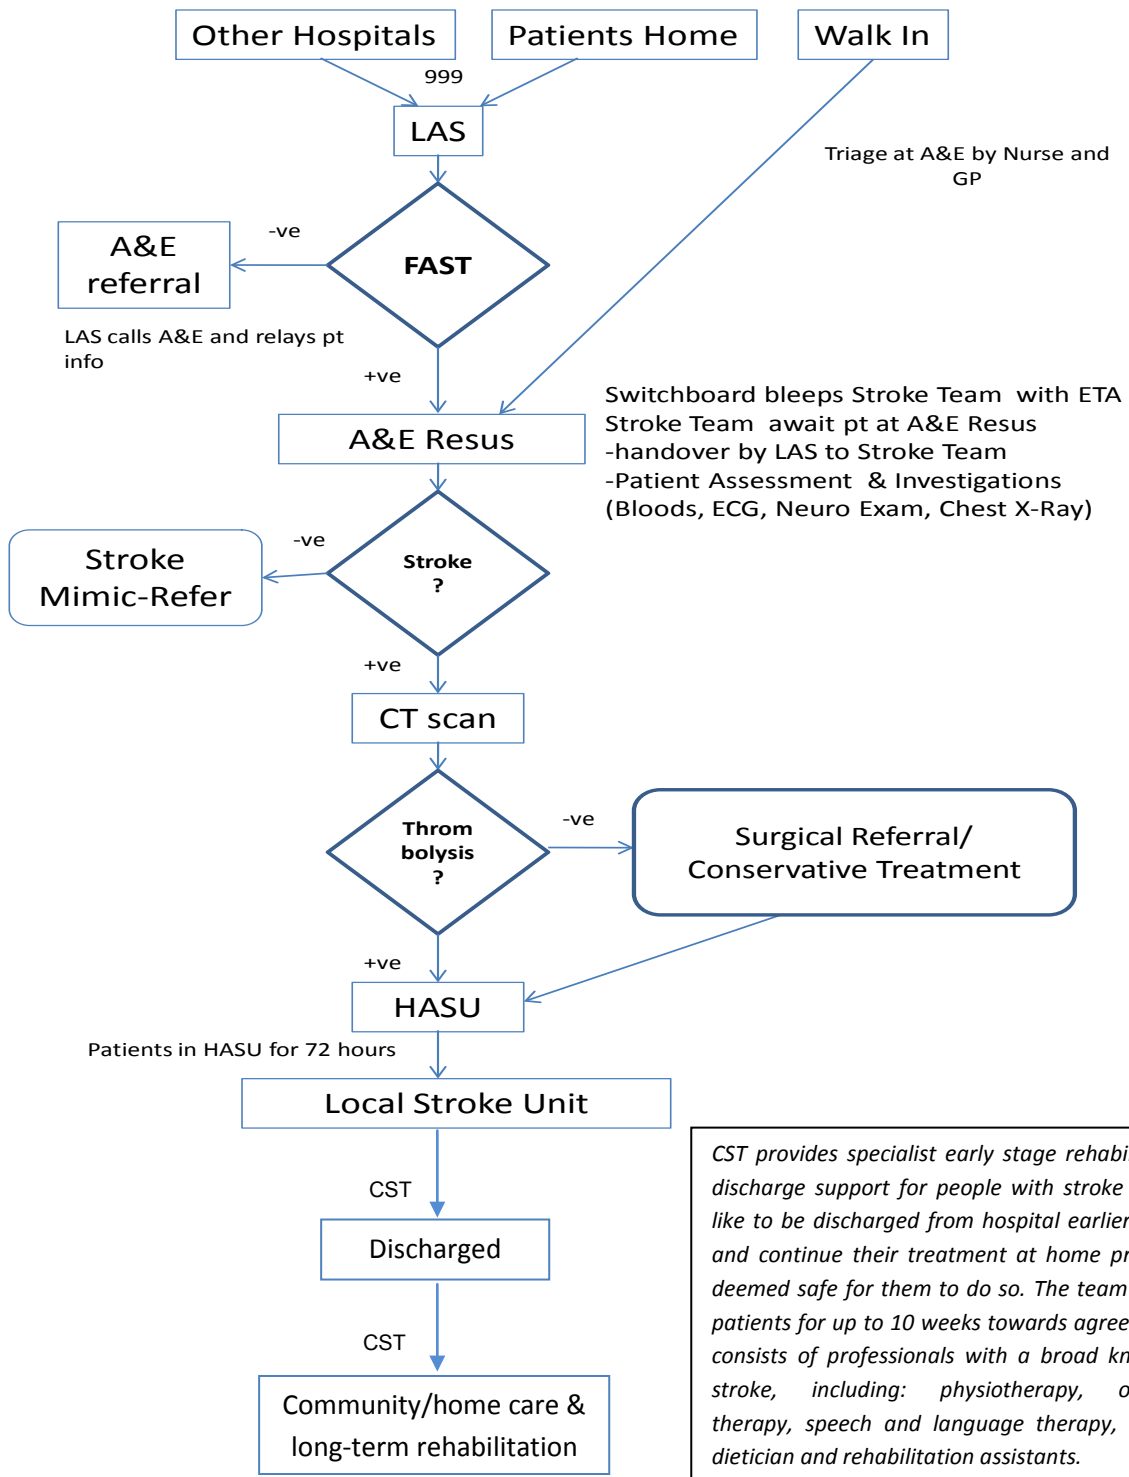 Other Hospitals
Patients Home
Walk In
999
LAS
Triage at A&E by Nurse and
GP
-ve
A&E
referral
FAST
LAS calls A&E and relays pt
info
+ve
Switchboard bleeps Stroke Team with ETA
Stroke Team await pt at A&E Resus
-handover by LAS to Stroke Team
-Patient Assessment & Investigations
(Bloods, ECG, Neuro Exam, Chest X-Ray)
A&E Resus
-ve
Stroke
Mimic-Refer
Stroke
?
+ve
CT scan
Throm
bolysis
?
-ve
Surgical Referral/
Conservative Treatment
+ve
HASU
Patients in HASU for 72 hours
Local Stroke Unit
CST
Discharged
CST
Community/home care &
long-term rehabilitation
CST provides specialist early stage rehabil
discharge support for people with stroke
like to be discharged from hospital earlier
and continue their treatment at home pr
deemed safe for them to do so. The team
patients for up to 10 weeks towards agree
consists of professionals with a broad kn
stroke, including: physiotherapy, o
therapy, speech and language therapy,
dietician and rehabilitation assistants.